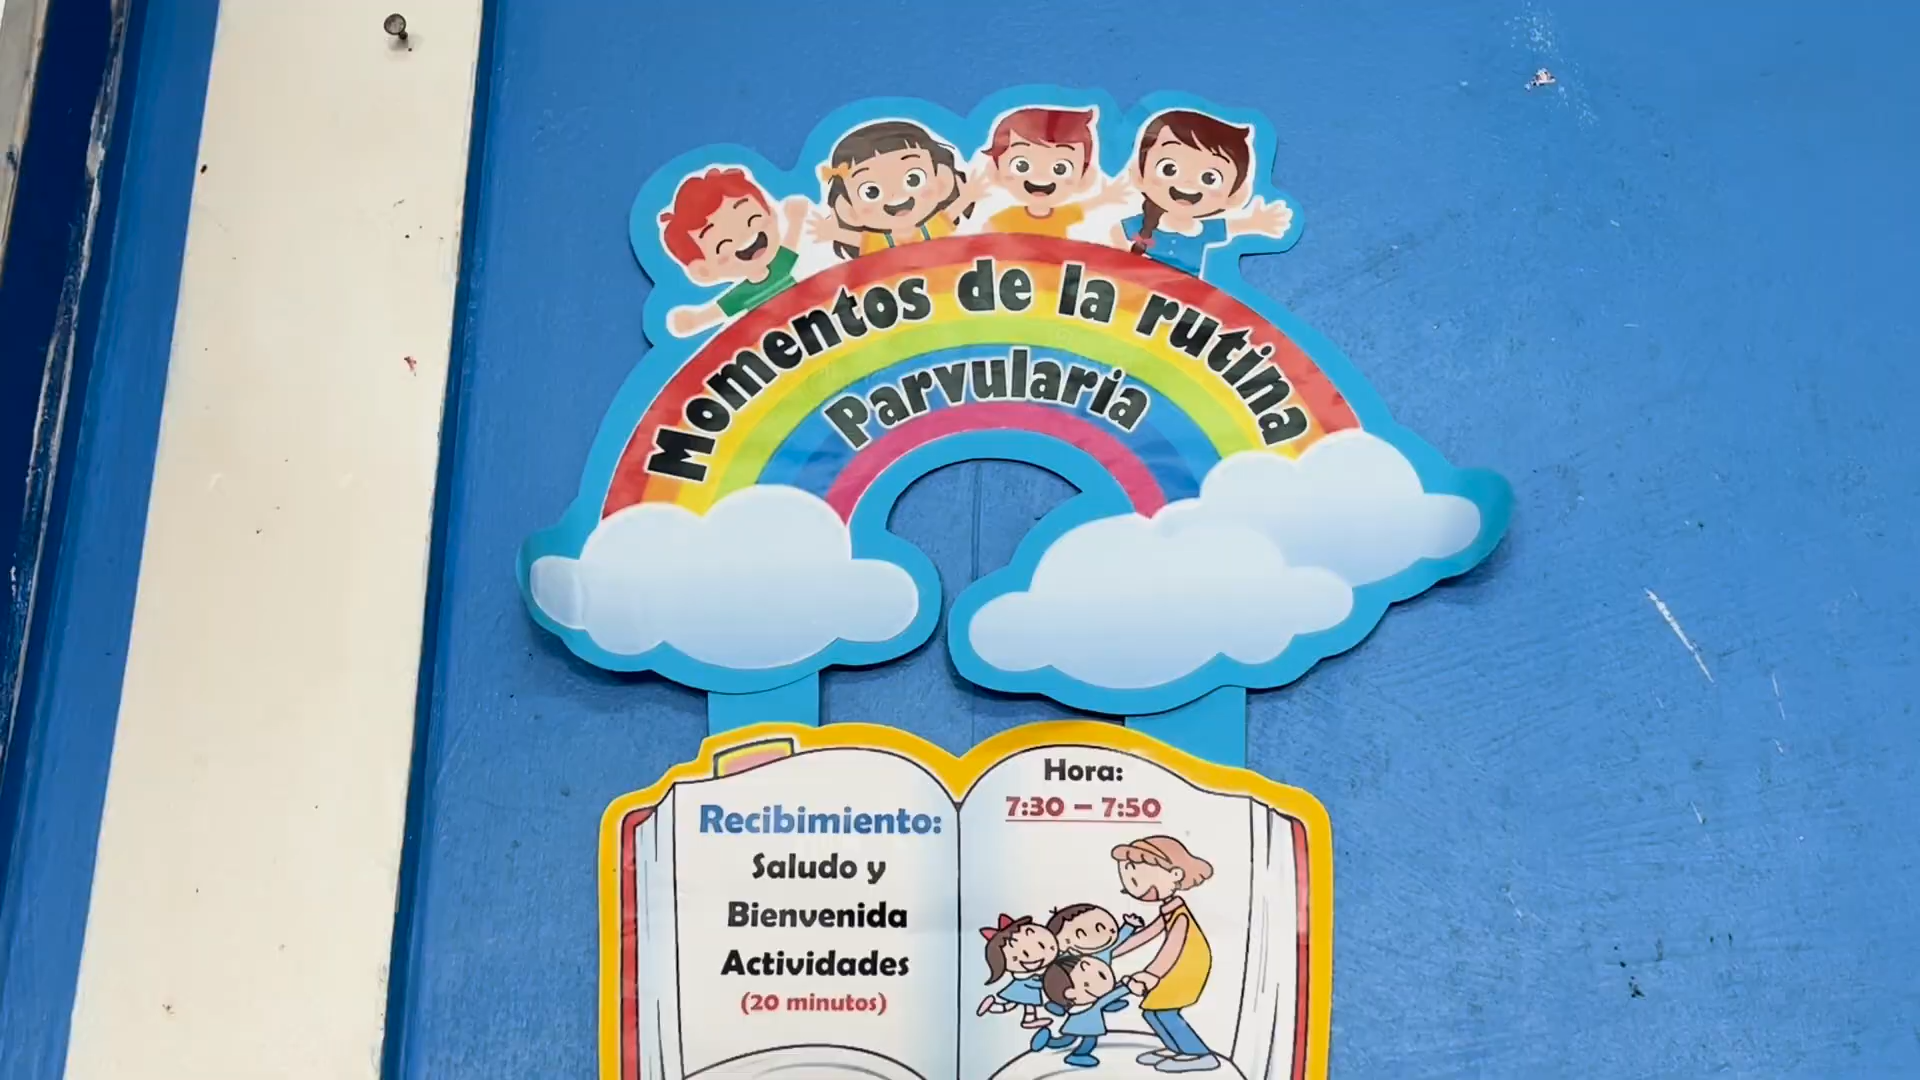 Momentos de la rutina
Parvularia
Recibimiento:
Saludo y
Bienvenida
Actividades
(20 minutos)
Hora:
7:30 – 7:50